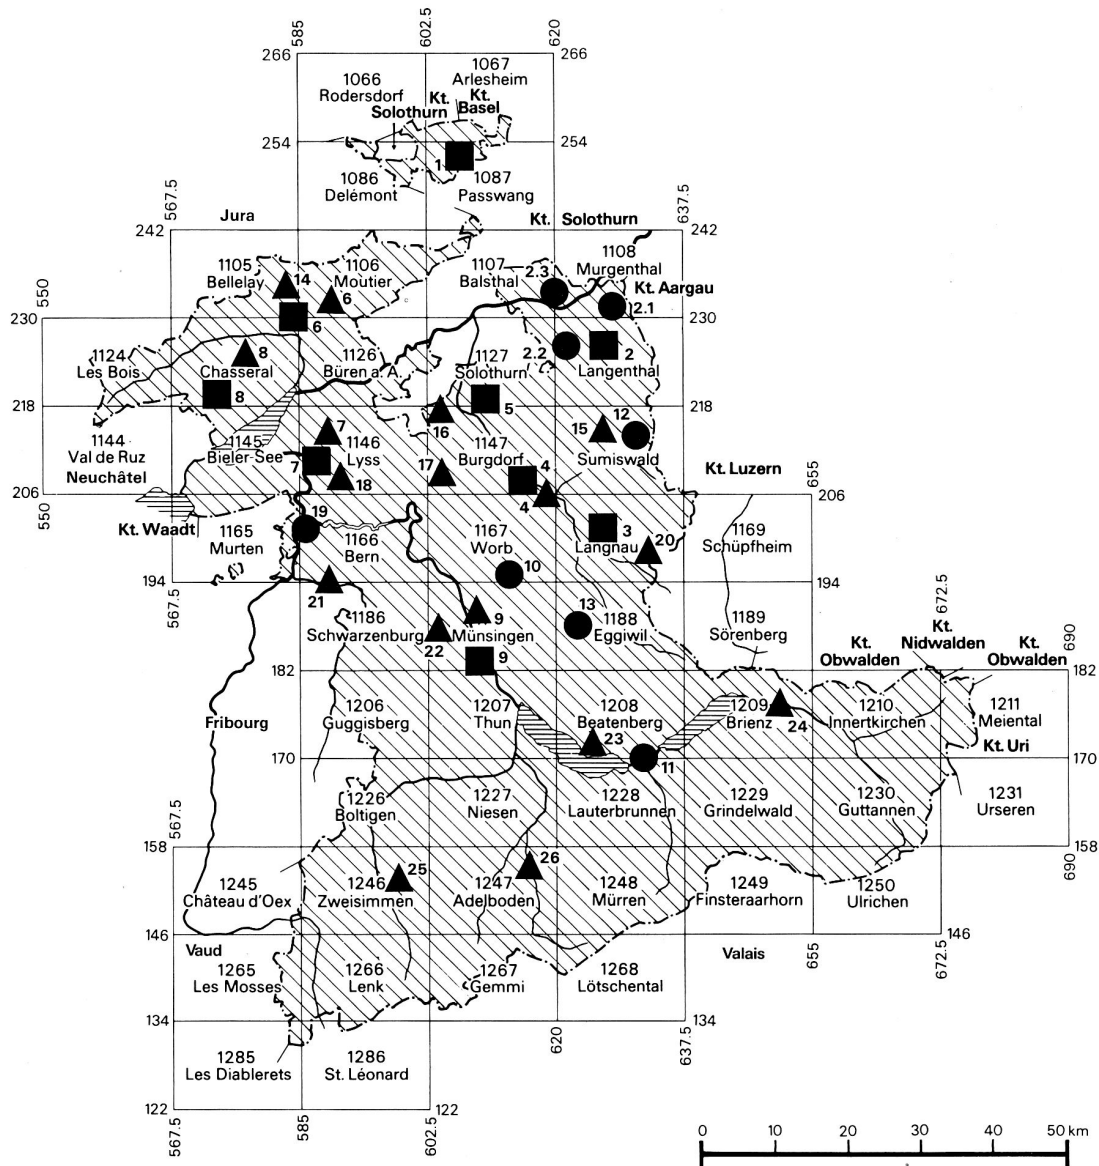 585
602.5
620
266
266
1067
Arlesheim
1066
Rodersdorf
Kt.
Solothurn
Kt.
Basel
254
254
1
1086
Delémont
1087
Passwang
567.5
637.5
Jura
Kt. Solothurn
242
242
1105
Bellelay
14
1106
Moutier
6
1107
Balsthal
2.3
1108
Murgenthal
Kt. Aargau
2.1
550
230
230
6
1124
Les Bois
8
Chasseral
8
1126
Büren a. A.
1127
Solothurn
5
2.2
2
Langenthal
218
218
16
15
12
1144
Val de Ruz
Neuchâtel
1145
Bieler-See
7
7
1146
Lyss
18
17
1147
Burgdorf
4
4
Sumiswald
Kt. Luzern
655
206
206
550
Kt. Waadt
19
1165
Murten
1166
Bern
1167
Worb
10
3
Langnau
20
1169
Schüpfheim
194
194
567.5
672.5
21
1186
Schwarzenburg
22
9
Münsingen
9
13
1188
Eggiwil
1189
Sörenberg
Kt.
Obwalden
Kt.
Nidwalden
Kt.
Obwalden
690
182
182
Fribourg
1206
Guggisberg
1207
Thun
1208
Beatenberg
23
1209
Brienz
24
1210
Innertkirchen
1211
Meiental
Kt. Uri
170
170
11
567.5
1226
Boltigen
1227
Niesen
1228
Lauterbrunnen
1229
Grindelwald
1230
Guttannen
1231
Urseren
158
158
690
1245
Château d'Oex
1246
Zweisimmen
25
1247
Adelboden
26
1248
Mürren
1249
Finsteraarhorn
1250
Ulrichen
146
146
Vaud
Valais
655
672.5
1265
Les Mosses
1266
Lenk
1267
Gemmi
1268
Lötschental
134
134
620
637.5
1285
Les Diablerets
1286
St. Léonard
122
122
567.5
585
602.5
0
10
20
30
40
50 km